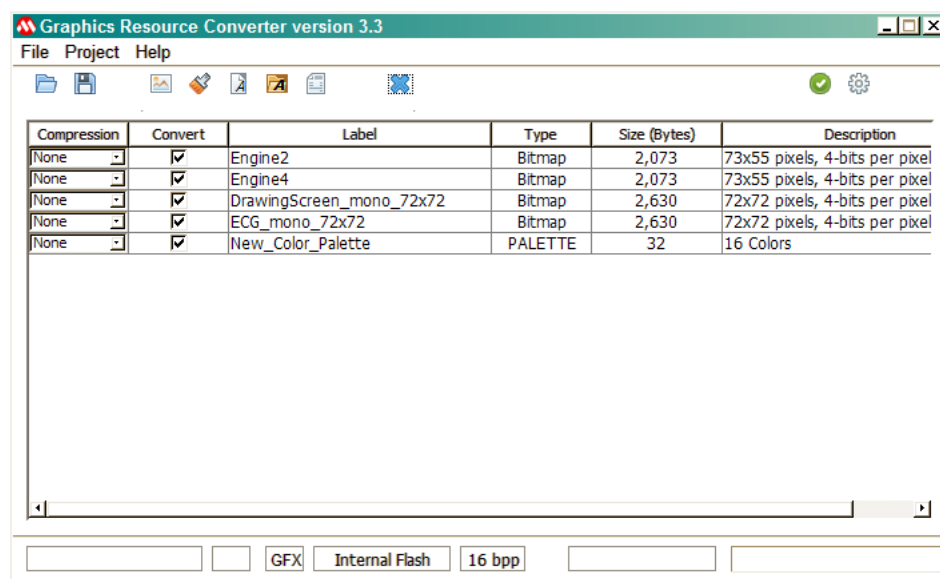 Graphics Resource Converter version 3.3
File Project Help
Compression Convert Label Type Size (Bytes) Description
None Engine2 Bitmap 2,073 73x55 pixels, 4-bits per pixel
None Engine4 Bitmap 2,073 73x55 pixels, 4-bits per pixel
None DrawingScreen_mono_72x72 Bitmap 2,630 72x72 pixels, 4-bits per pixel
None ECG_mono_72x72 Bitmap 2,630 72x72 pixels, 4-bits per pixel
None New_Color_Palette PALETTE 32 16 Colors
GFX Internal Flash 16 bpp